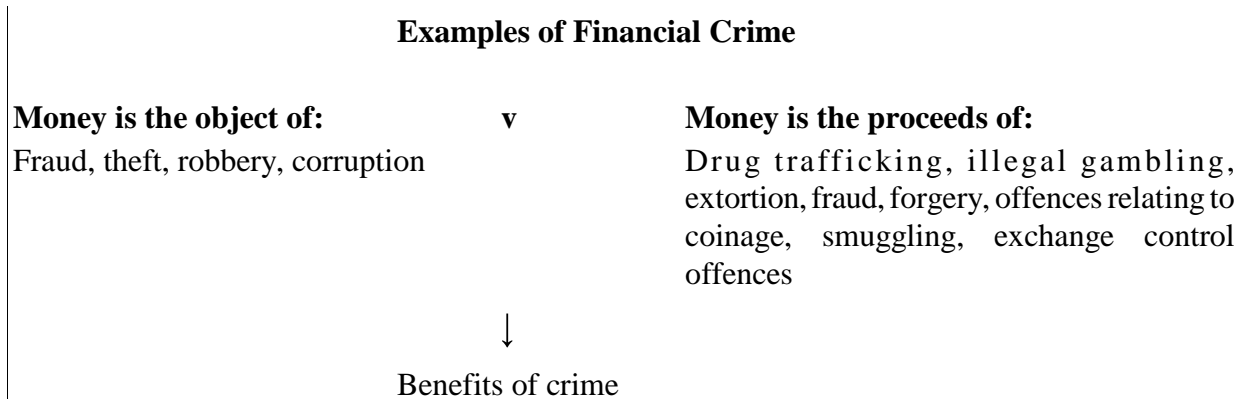 Examples of Financial Crime
Money is the object of: v Money is the proceeds of:
Fraud, theft, robbery, corruption
Drug trafficking, illegal gambling,
extortion, fraud, forgery, offences relating to
coinage, smuggling, exchange control
offences
↓
Benefits of crime